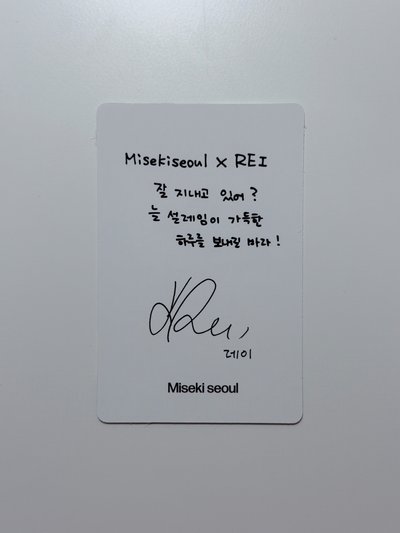 Misekiseoul × REI
잘 지내고 있어?
늘 설레임이 가득한
하루를 보내길 바라!
Rei,
레이
Miseki seoul